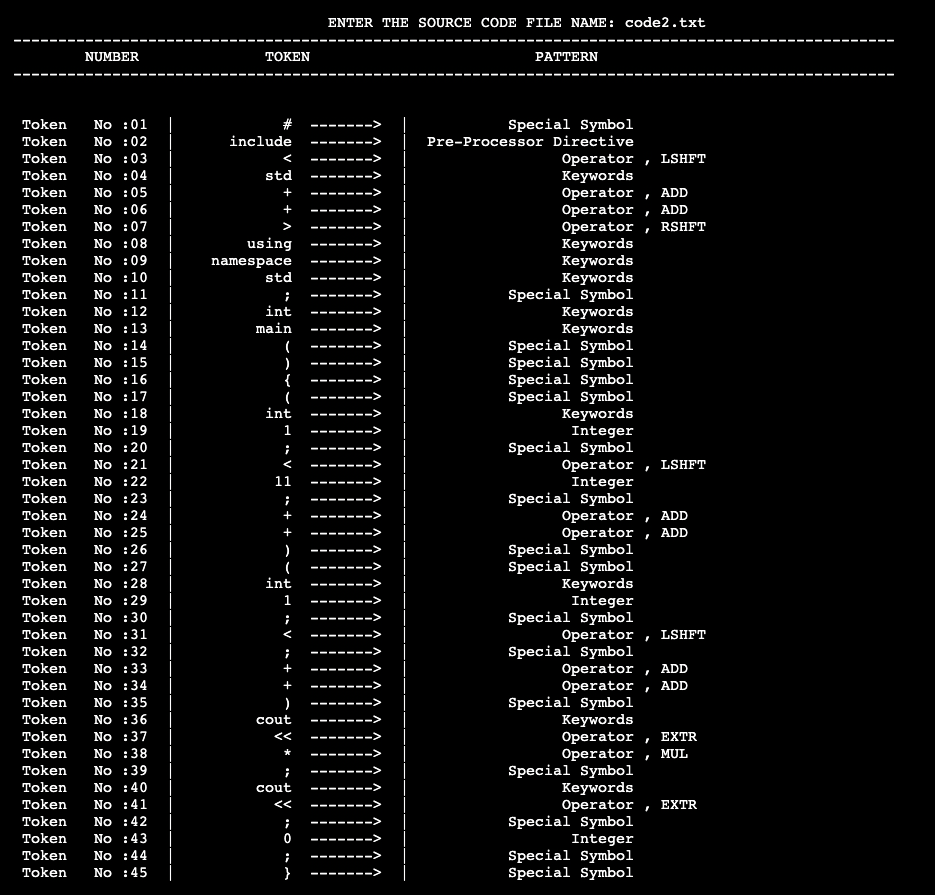 ENTER THE SOURCE CODE FILE NAME: code2.txt
--------------------------------------------------------------------------------------------------
NUMBER TOKEN PATTERN
--------------------------------------------------------------------------------------------------
Token No :01 | # -------> | Special Symbol
Token No :02 | include -------> | Pre-Processor Directive
Token No :03 | < -------> | Operator , LSHFT
Token No :04 | std -------> | Keywords
Token No :05 | + -------> | Operator , ADD
Token No :06 | + -------> | Operator , ADD
Token No :07 | > -------> | Operator , RSHFT
Token No :08 | using -------> | Keywords
Token No :09 | namespace -------> | Keywords
Token No :10 | std -------> | Keywords
Token No :11 | ; -------> | Special Symbol
Token No :12 | int -------> | Keywords
Token No :13 | main -------> | Keywords
Token No :14 | ( -------> | Special Symbol
Token No :15 | ) -------> | Special Symbol
Token No :16 | { -------> | Special Symbol
Token No :17 | ( -------> | Special Symbol
Token No :18 | int -------> | Keywords
Token No :19 | 1 -------> | Integer
Token No :20 | ; -------> | Special Symbol
Token No :21 | < -------> | Operator , LSHFT
Token No :22 | 11 -------> | Integer
Token No :23 | ; -------> | Special Symbol
Token No :24 | + -------> | Operator , ADD
Token No :25 | + -------> | Operator , ADD
Token No :26 | ) -------> | Special Symbol
Token No :27 | ( -------> | Special Symbol
Token No :28 | int -------> | Keywords
Token No :29 | 1 -------> | Integer
Token No :30 | ; -------> | Special Symbol
Token No :31 | < -------> | Operator , LSHFT
Token No :32 | ; -------> | Special Symbol
Token No :33 | + -------> | Operator , ADD
Token No :34 | + -------> | Operator , ADD
Token No :35 | ) -------> | Special Symbol
Token No :36 | cout -------> | Keywords
Token No :37 | << -------> | Operator , EXTR
Token No :38 | * -------> | Operator , MUL
Token No :39 | ; -------> | Special Symbol
Token No :40 | cout -------> | Keywords
Token No :41 | << -------> | Operator , EXTR
Token No :42 | ; -------> | Special Symbol
Token No :43 | 0 -------> | Integer
Token No :44 | ; -------> | Special Symbol
Token No :45 | } -------> | Special Symbol